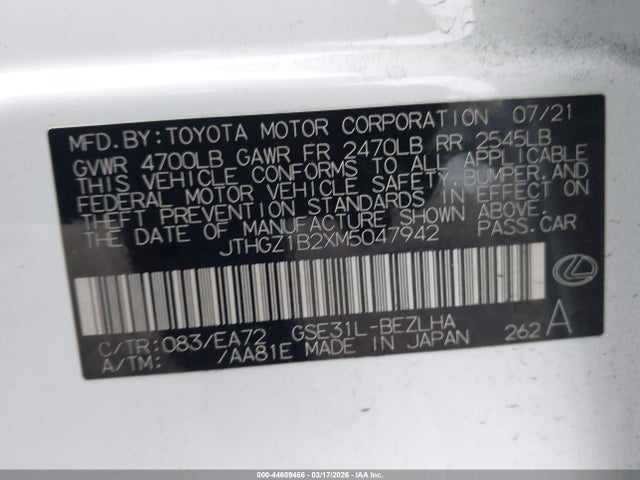 MFD.BY:TOYOTA MOTOR CORPORATION 07/21
GVWR 4700LB GAWR FR 2470LB RR 2545LB
THIS VEHICLE CONFORMS TO ALL APPLICABLE
FEDERAL MOTOR VEHICLE SAFETY,BUMPER,AND
THEFT PREVENTION STANDARDS IN EFFECT ON
THE DATE OF MANUFACTURE SHOWN ABOVE.
JTHGZ1B2XM5047942 PASS.CAR
C/TR:083/EA72 GSE31L-BEZLHA
A/TM: /AA81E MADE IN JAPAN 262 A
000-44609466 - 03/17/2026 - IAAI.COM